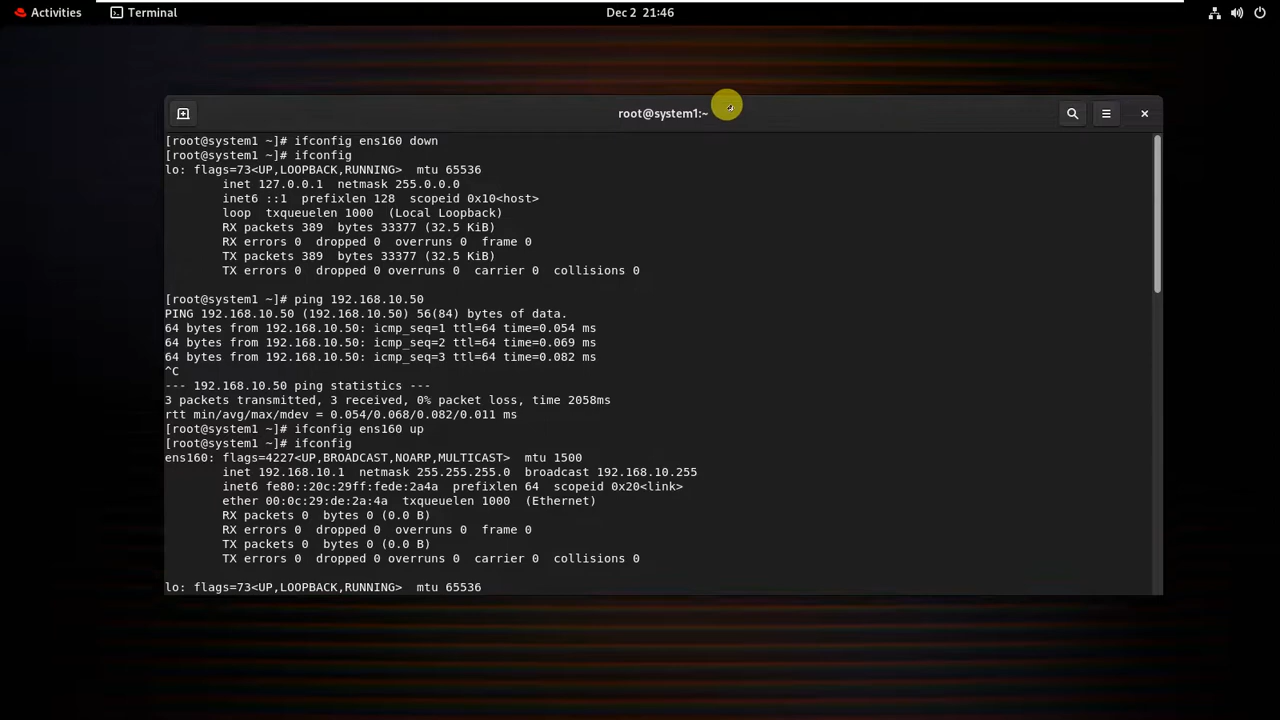 Activities
Terminal
Dec 2 21:46
root@system1:~
[root@system1 ~]# ifconfig ens160 down
[root@system1 ~]# ifconfig
lo: flags=73<UP,LOOPBACK,RUNNING>  mtu 65536
        inet 127.0.0.1  netmask 255.0.0.0
        inet6 ::1  prefixlen 128  scopeid 0x10<host>
        loop  txqueuelen 1000  (Local Loopback)
        RX packets 389  bytes 33377 (32.5 KiB)
        RX errors 0  dropped 0  overruns 0  frame 0
        TX packets 389  bytes 33377 (32.5 KiB)
        TX errors 0  dropped 0 overruns 0  carrier 0  collisions 0
[root@system1 ~]# ping 192.168.10.50
PING 192.168.10.50 (192.168.10.50) 56(84) bytes of data.
64 bytes from 192.168.10.50: icmp_seq=1 ttl=64 time=0.054 ms
64 bytes from 192.168.10.50: icmp_seq=2 ttl=64 time=0.069 ms
64 bytes from 192.168.10.50: icmp_seq=3 ttl=64 time=0.082 ms
^C
--- 192.168.10.50 ping statistics ---
3 packets transmitted, 3 received, 0% packet loss, time 2058ms
rtt min/avg/max/mdev = 0.054/0.068/0.082/0.011 ms
[root@system1 ~]# ifconfig ens160 up
[root@system1 ~]# ifconfig
ens160: flags=4227<UP,BROADCAST,NOARP,MULTICAST>  mtu 1500
        inet 192.168.10.1  netmask 255.255.255.0  broadcast 192.168.10.255
        inet6 fe80::20c:29ff:fede:2a4a  prefixlen 64  scopeid 0x20<link>
        ether 00:0c:29:de:2a:4a  txqueuelen 1000  (Ethernet)
        RX packets 0  bytes 0 (0.0 B)
        RX errors 0  dropped 0  overruns 0  frame 0
        TX packets 0  bytes 0 (0.0 B)
        TX errors 0  dropped 0 overruns 0  carrier 0  collisions 0
lo: flags=73<UP,LOOPBACK,RUNNING>  mtu 65536